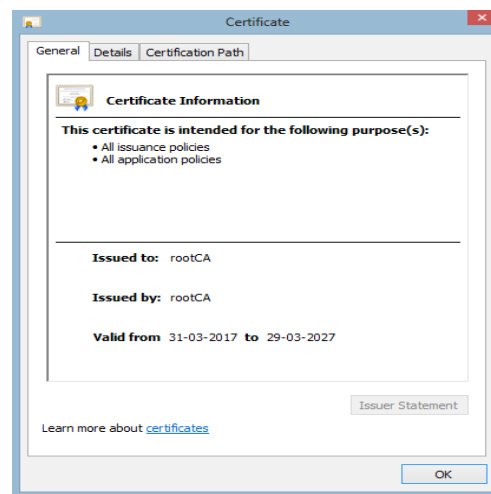 Certificate
General Details Certification Path
Certificate Information
This certificate is intended for the following purpose(s):
• All issuance policies
• All application policies
Issued to: rootCA
Issued by: rootCA
Valid from 31-03-2017 to 29-03-2027
Issuer Statement
Learn more about certificates
OK